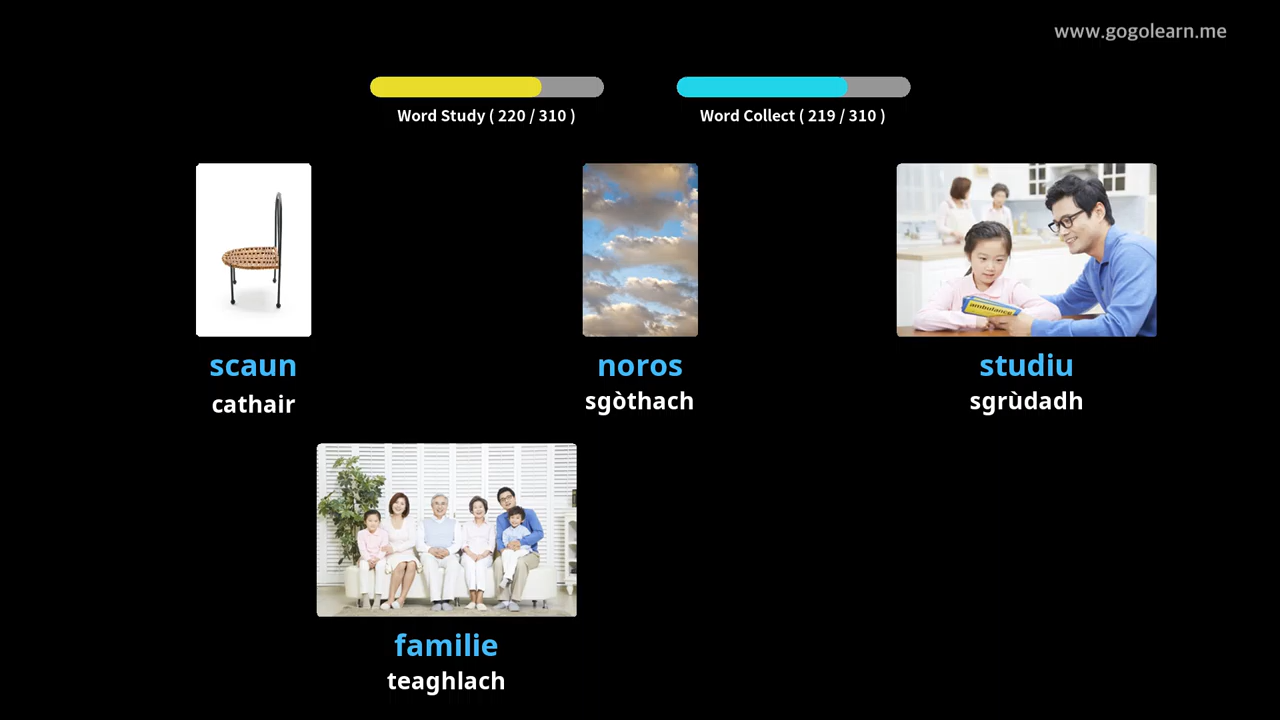 www.gogolearn.me
Word Study ( 220 / 310 )
Word Collect ( 219 / 310 )
ambulance
scaun
cathair
noros
sgòthach
studiu
sgrùdadh
familie
teaghlach